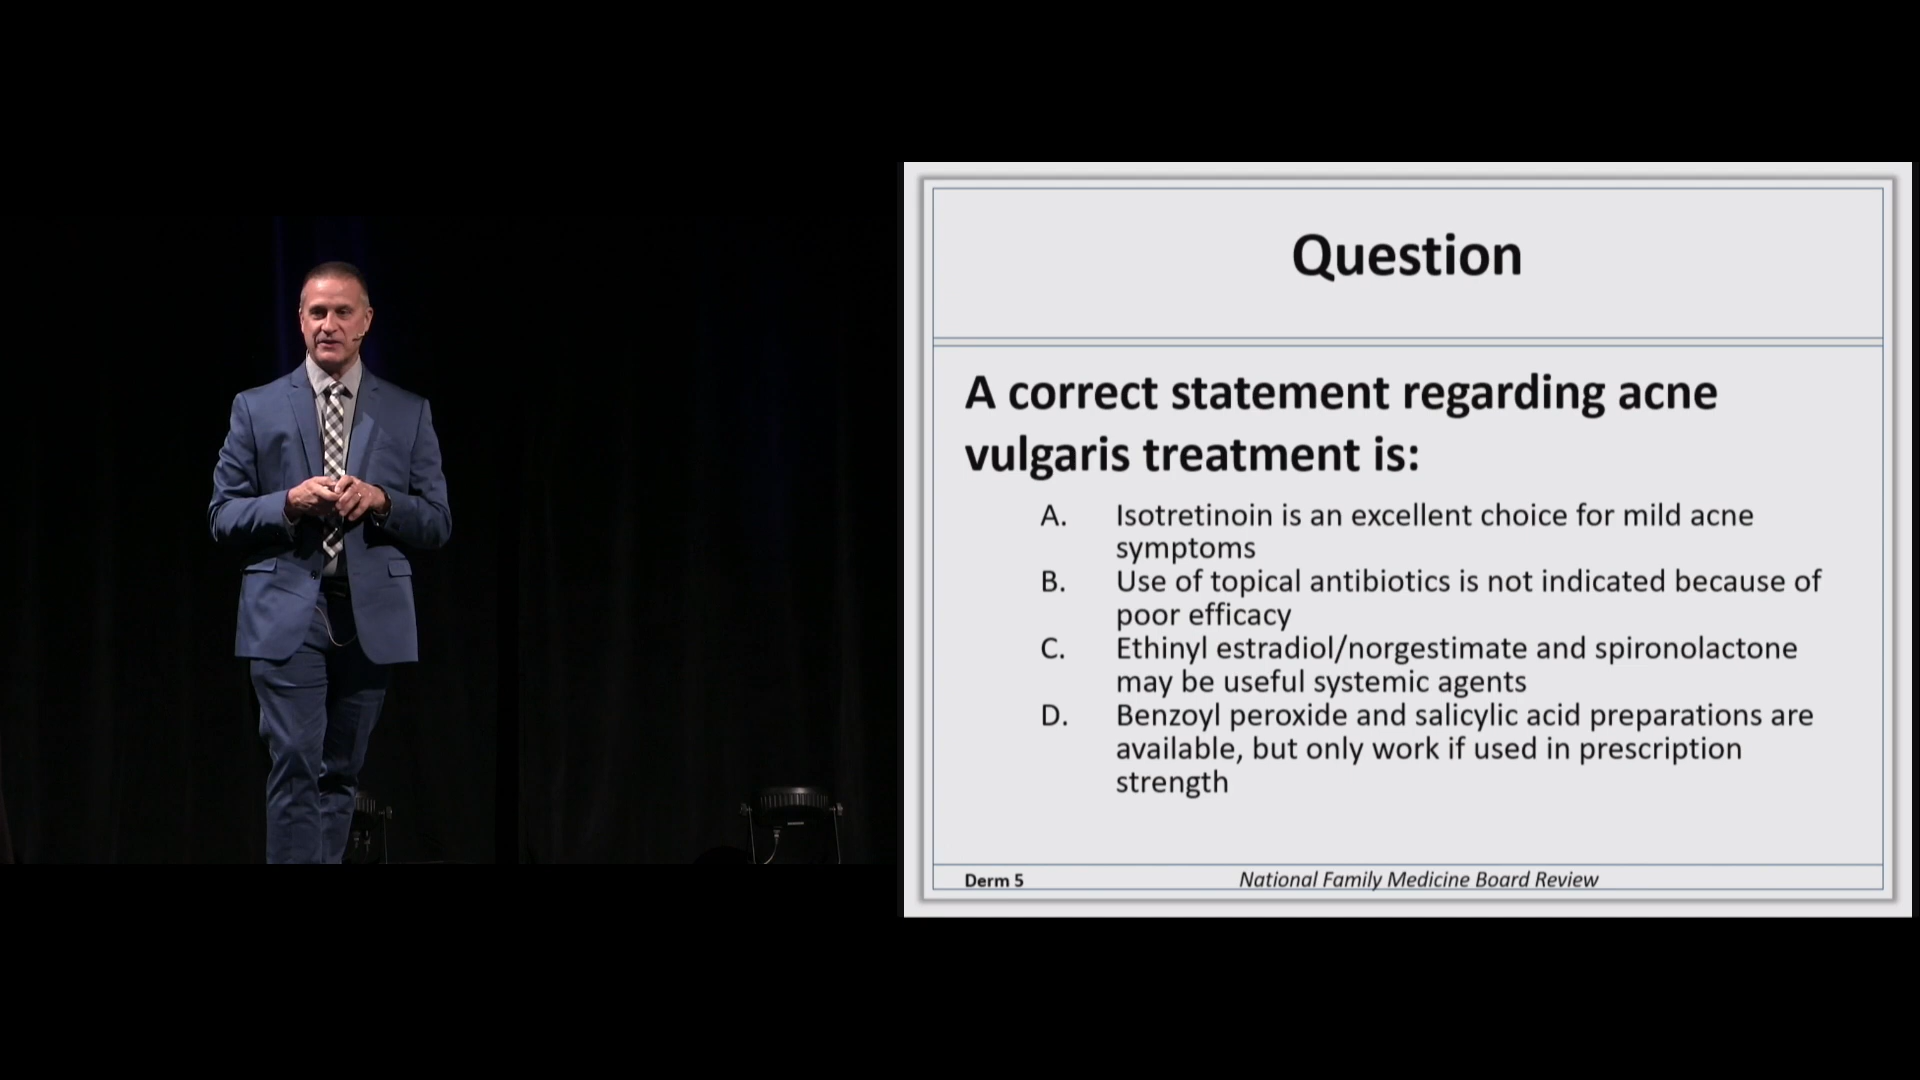 Question
A correct statement regarding acne
vulgaris treatment is:
A. Isotretinoin is an excellent choice for mild acne
symptoms
B. Use of topical antibiotics is not indicated because of
poor efficacy
C. Ethinyl estradiol/norgestimate and spironolactone
may be useful systemic agents
D. Benzoyl peroxide and salicylic acid preparations are
available, but only work if used in prescription
strength
Derm 5 National Family Medicine Board Review